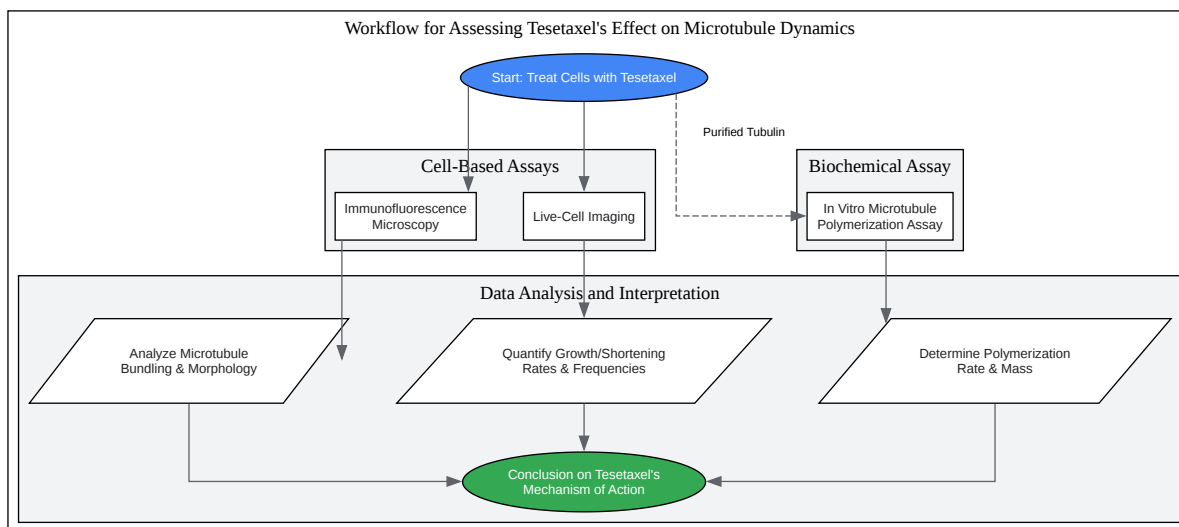 Workflow for Assessing Tesetaxel's Effect on Microtubule Dynamics
Start: Treat Cells with Tesetaxel
Purified Tubulin
Cell-Based Assays
Immunofluorescence
Microscopy
Live-Cell Imaging
Biochemical Assay
In Vitro Microtubule
Polymerization Assay
Data Analysis and Interpretation
Analyze Microtubule
Bundling & Morphology
Quantify Growth/Shortening
Rates & Frequencies
Determine Polymerization
Rate & Mass
Conclusion on Tesetaxel's
Mechanism of Action